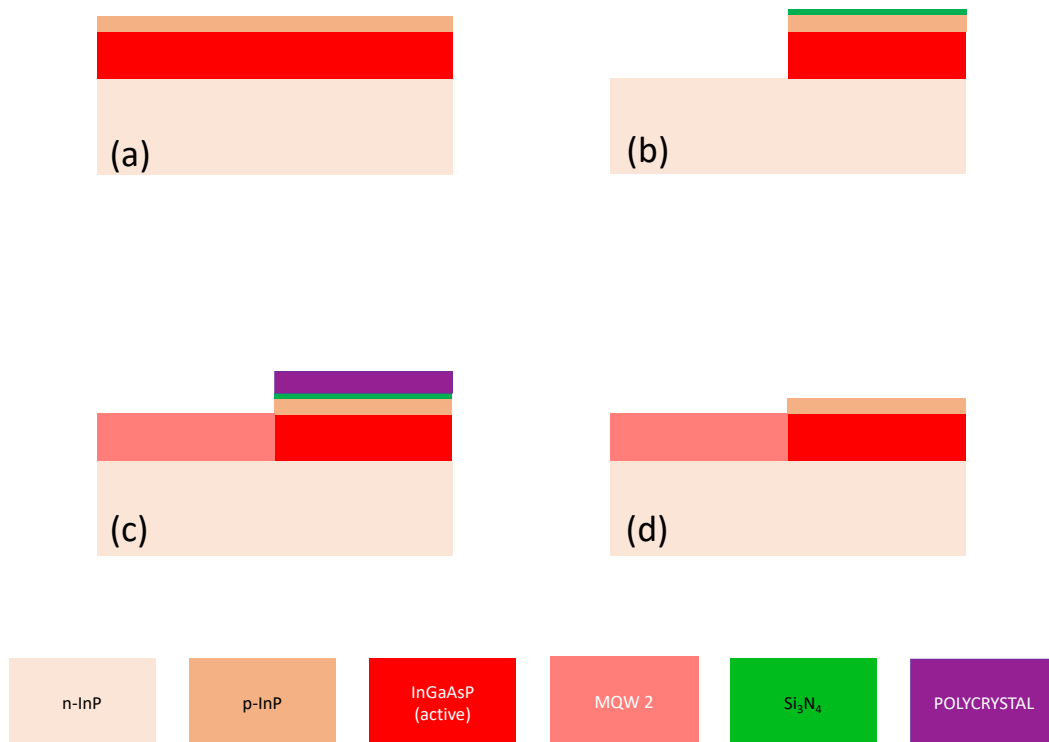 (a)
(b)
(c)
(d)
n-InP
p-InP
InGaAsP
(active)
MQW 2
Si₃N₄
POLYCRYSTAL